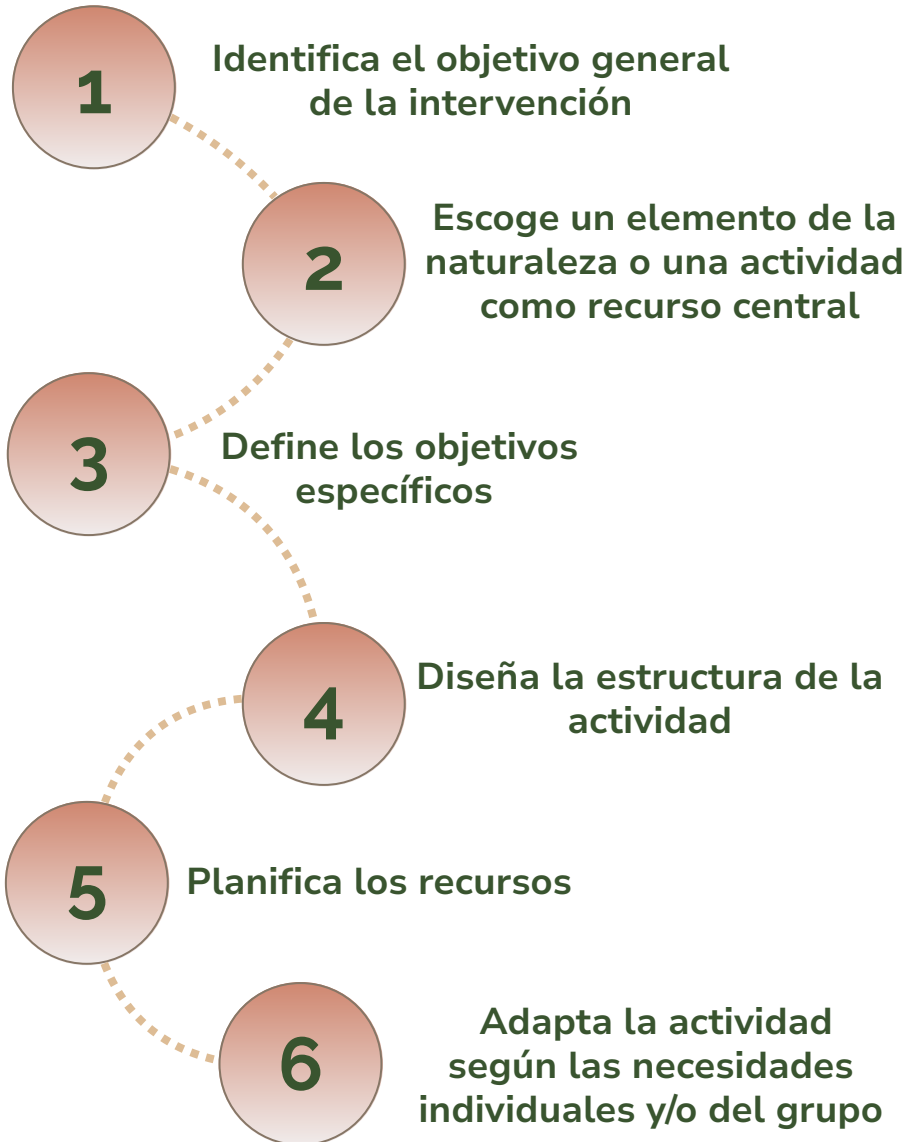 1
Identifica el objetivo general
de la intervención
2
Escoge un elemento de la
naturaleza o una actividad
como recurso central
3
Define los objetivos
específicos
4
Diseña la estructura de la
actividad
5
Planifica los recursos
6
Adapta la actividad
según las necesidades
individuales y/o del grupo